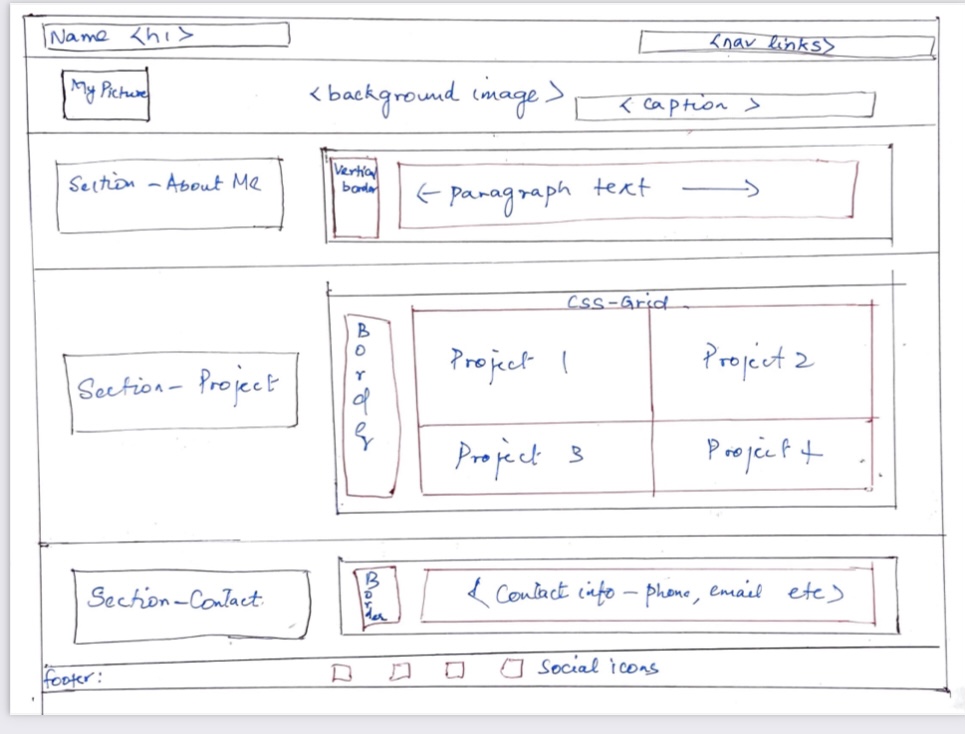 Name <h1>
<nav links>
My Picture
<background image>
< caption >
Section - About Me
Vertical
border
← paragraph text →
CSS-Grid
Border
Project 1
Project 2
Section - Project
Project 3
Project 4
Section - Contact.
Border
< Contact info - phone, email etc>
footer:
Social icons